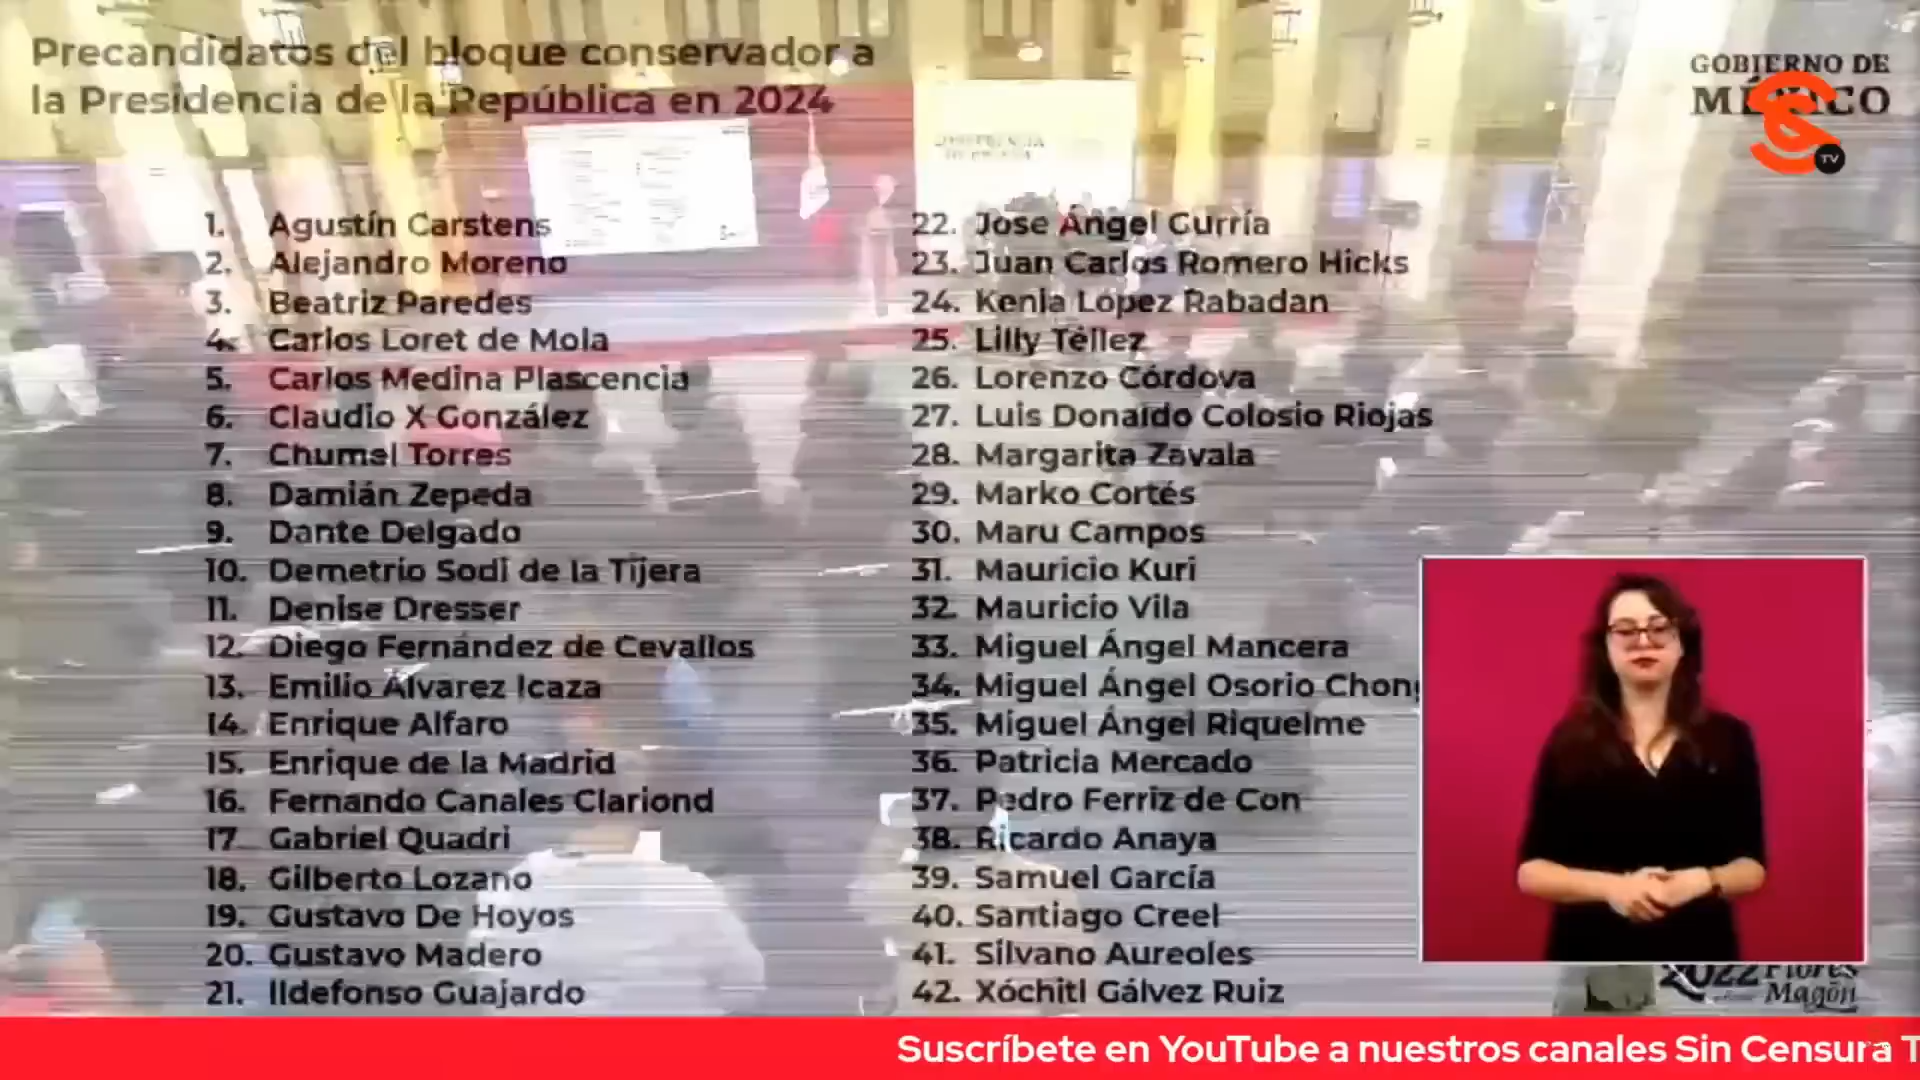 Precandidatos del bloque conservador a
la Presidencia de la República en 2024
GOBIERNO DE
MÉXICO
TV
1. Agustín Carstens
2. Alejandro Moreno
3. Beatriz Paredes
4. Carlos Loret de Mola
5. Carlos Medina Plascencia
6. Claudio X González
7. Chumel Torres
8. Damián Zepeda
9. Dante Delgado
10. Demetrio Sodi de la Tijera
11. Denise Dresser
12. Diego Fernández de Cevallos
13. Emilio Álvarez Icaza
14. Enrique Alfaro
15. Enrique de la Madrid
16. Fernando Canales Clariond
17. Gabriel Quadri
18. Gilberto Lozano
19. Gustavo De Hoyos
20. Gustavo Madero
21. Ildefonso Guajardo
22. Jose Ángel Gurría
23. Juan Carlos Romero Hicks
24. Kenia López Rabadan
25. Lilly Téllez
26. Lorenzo Córdova
27. Luis Donaldo Colosio Riojas
28. Margarita Zavala
29. Marko Cortés
30. Maru Campos
31. Mauricio Kuri
32. Mauricio Vila
33. Miguel Ángel Mancera
34. Miguel Ángel Osorio Chong
35. Miguel Ángel Riquelme
36. Patricia Mercado
37. Pedro Ferriz de Con
38. Ricardo Anaya
39. Samuel García
40. Santiago Creel
41. Silvano Aureoles
42. Xóchitl Gálvez Ruiz
2022 Flores
Magón
Suscríbete en YouTube a nuestros canales Sin Censura T